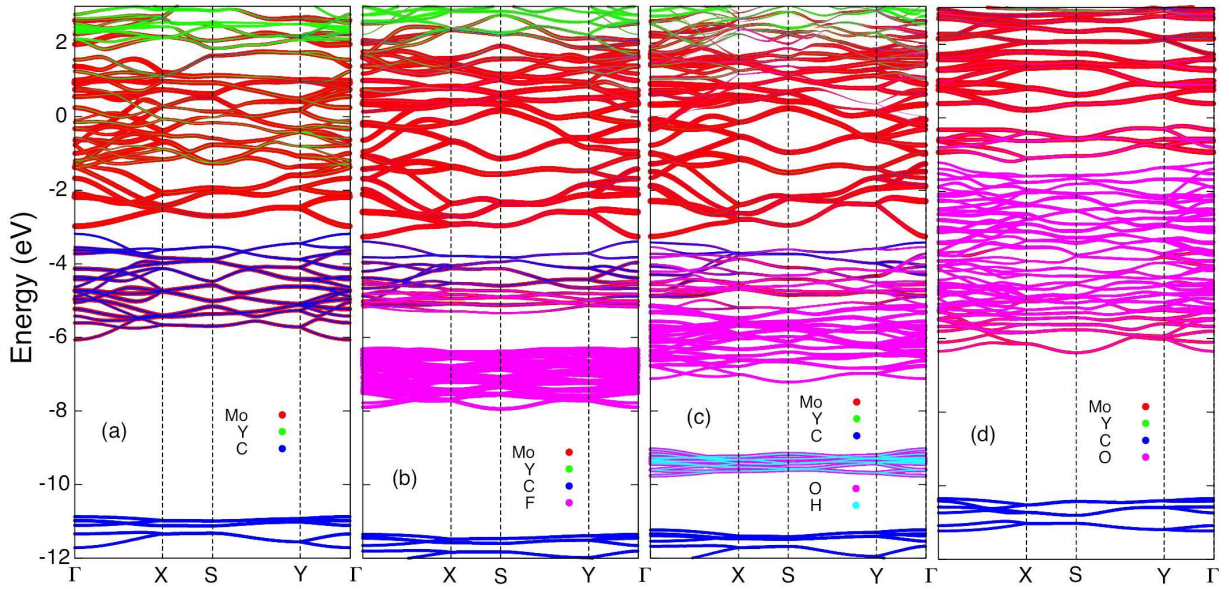 Energy (eV)
2
0
-2
-4
-6
-8
-10
-12
(a)
Mo
Y
C
Γ X S Y Γ
(b)
Mo
Y
C
F
X S Y
(c)
Mo
Y
C
O
H
Γ X S Y Γ
(d)
Mo
Y
C
O
X S Y Γ